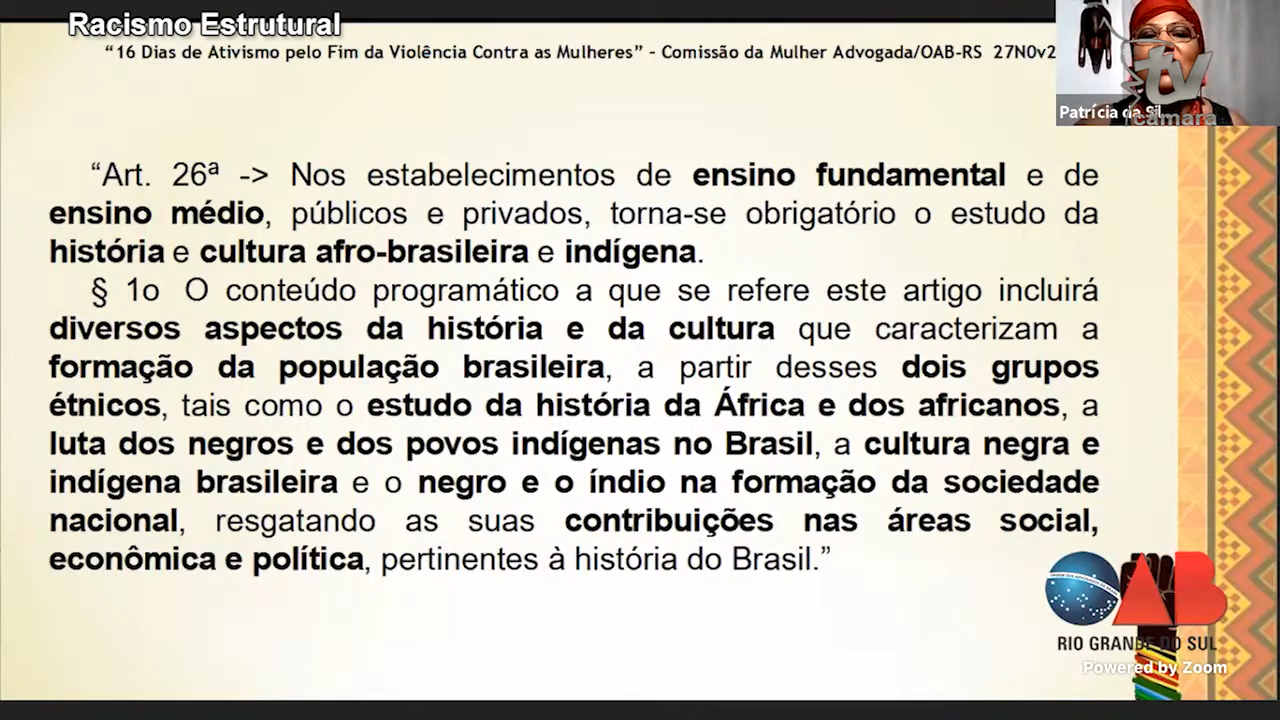 Racismo Estrutural
“16 Dias de Ativismo pelo Fim da Violência Contra as Mulheres” – Comissão da Mulher Advogada/OAB-RS 27N0v2
tv
câmara
Patrícia da Sil
“Art. 26ª -> Nos estabelecimentos de ensino fundamental e de
ensino médio, públicos e privados, torna-se obrigatório o estudo da
história e cultura afro-brasileira e indígena.
§ 1o O conteúdo programático a que se refere este artigo incluirá
diversos aspectos da história e da cultura que caracterizam a
formação da população brasileira, a partir desses dois grupos
étnicos, tais como o estudo da história da África e dos africanos, a
luta dos negros e dos povos indígenas no Brasil, a cultura negra e
indígena brasileira e o negro e o índio na formação da sociedade
nacional, resgatando as suas contribuições nas áreas social,
econômica e política, pertinentes à história do Brasil.”
OAB
RIO GRANDE DO SUL
Powered by Zoom